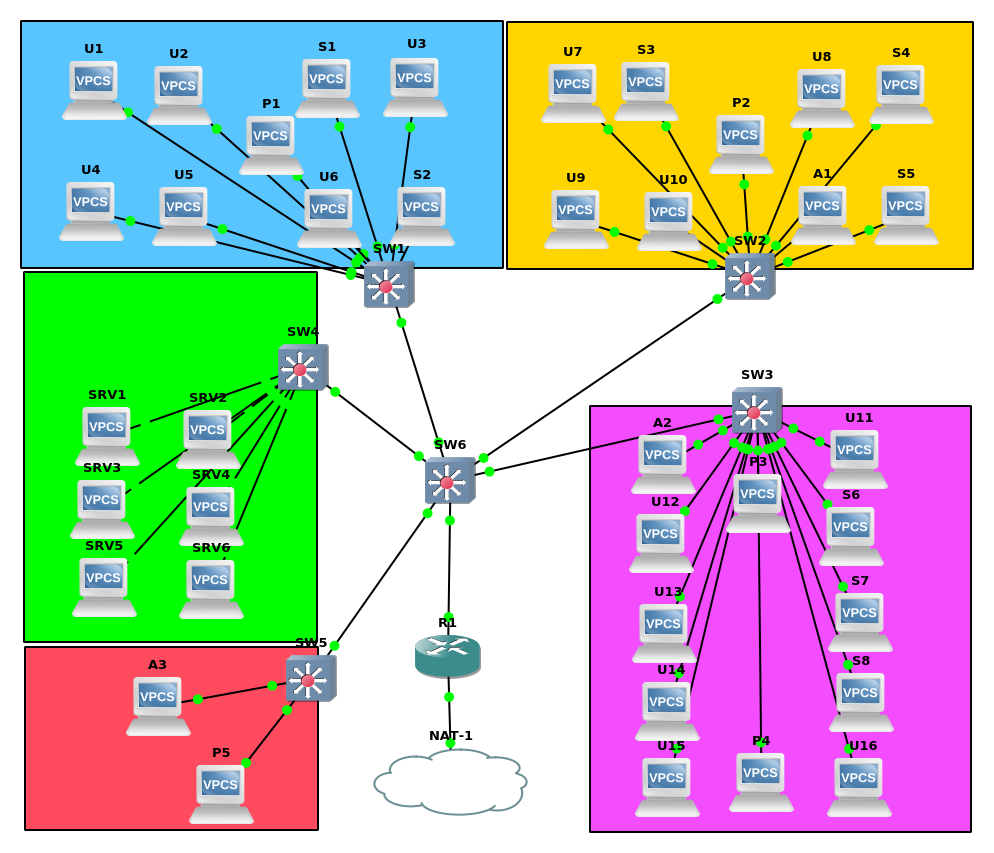 U1
VPCS
U2
VPCS
S1
VPCS
U3
VPCS
P1
VPCS
U4
VPCS
U5
VPCS
U6
VPCS
S2
VPCS
SW1
U7
VPCS
S3
VPCS
P2
VPCS
U8
VPCS
S4
VPCS
U9
VPCS
U10
VPCS
A1
VPCS
S5
VPCS
SW2
SW4
SRV1
VPCS
SRV2
VPCS
SRV3
VPCS
SRV4
VPCS
SRV5
VPCS
SRV6
VPCS
SW6
SW3
A2
VPCS
P3
VPCS
U11
VPCS
U12
VPCS
S6
VPCS
U13
VPCS
S7
VPCS
U14
VPCS
S8
VPCS
U15
VPCS
P4
VPCS
U16
VPCS
SW5
A3
VPCS
P5
VPCS
R1
NAT-1